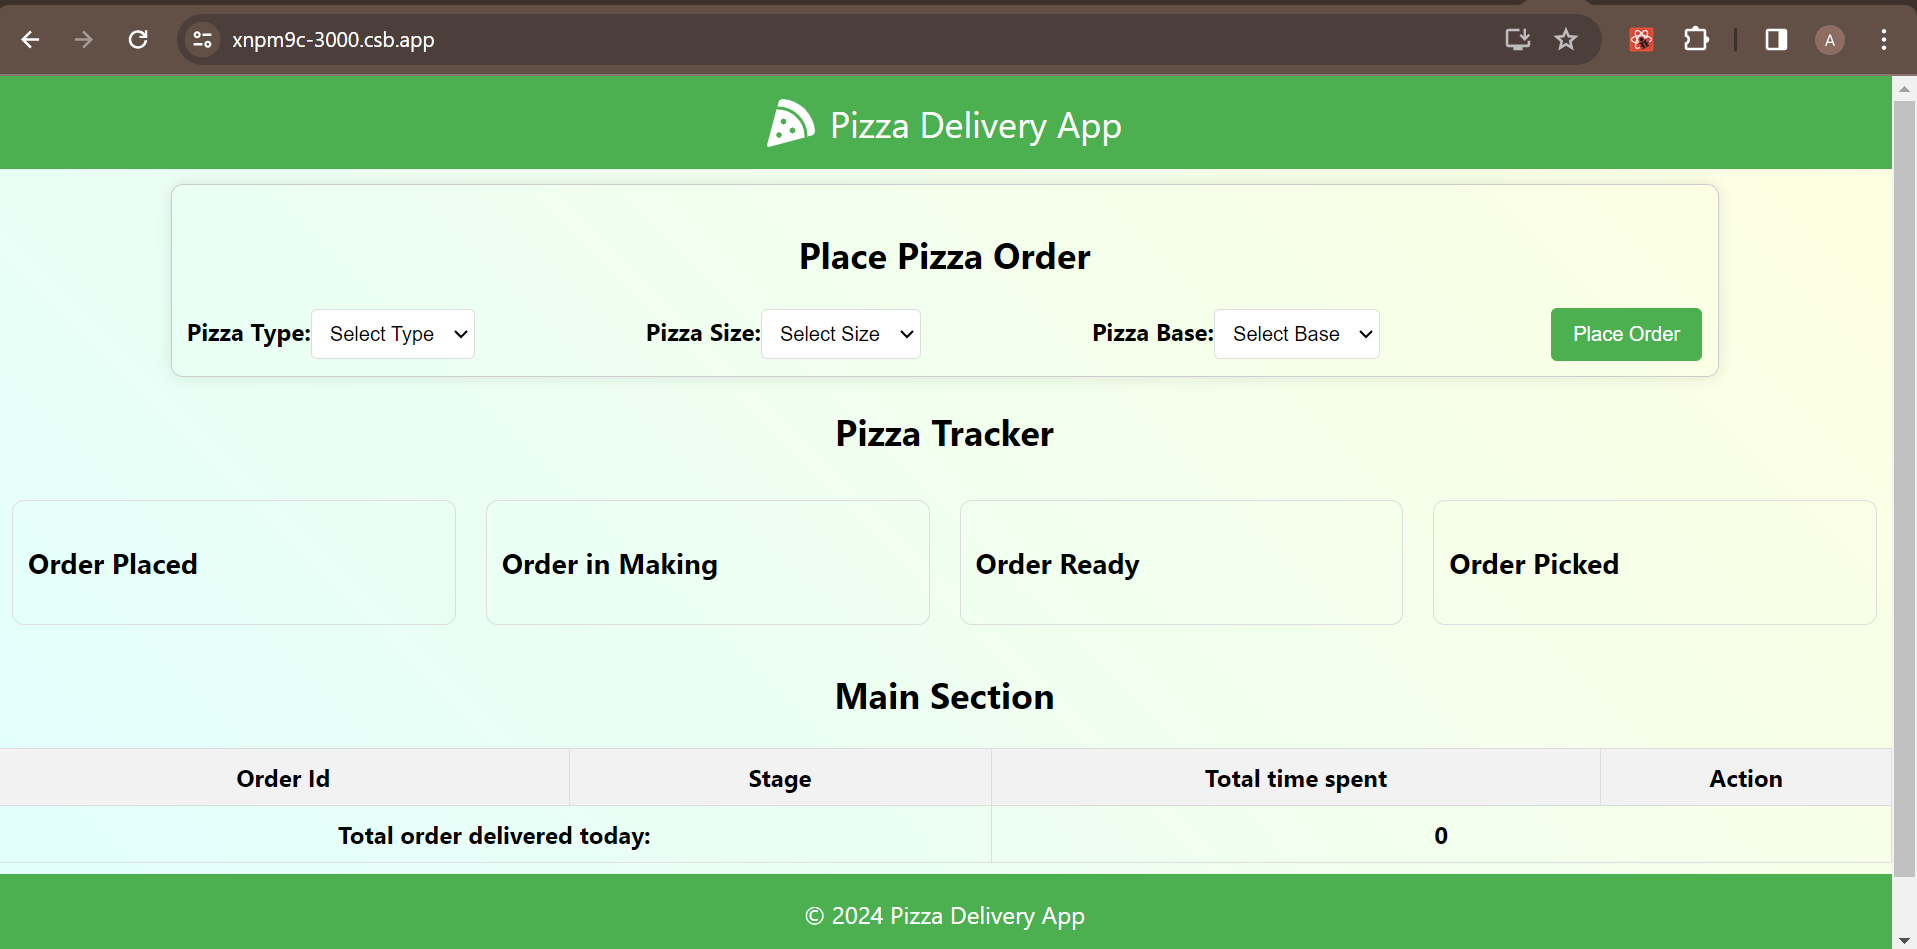 xnpm9c-3000.csb.app
A
Pizza Delivery App
Place Pizza Order
Pizza Type: Select Type Pizza Size: Select Size Pizza Base: Select Base Place Order
Pizza Tracker
Order Placed Order in Making Order Ready Order Picked
Main Section
Order Id Stage Total time spent Action
Total order delivered today: 0
© 2024 Pizza Delivery App